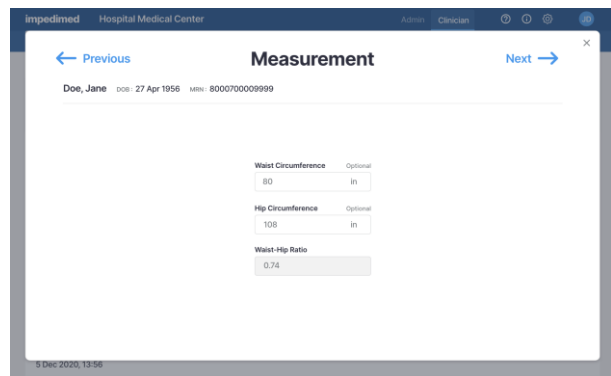 impedimed Hospital Medical Center Admin Clinician JD
← Previous Measurement Next →
Doe, Jane DOB: 27 Apr 1956 MRN: 8000700009999
Waist Circumference Optional
80 in
Hip Circumference Optional
108 in
Waist-Hip Ratio
0.74
5 Dec 2020, 13:56